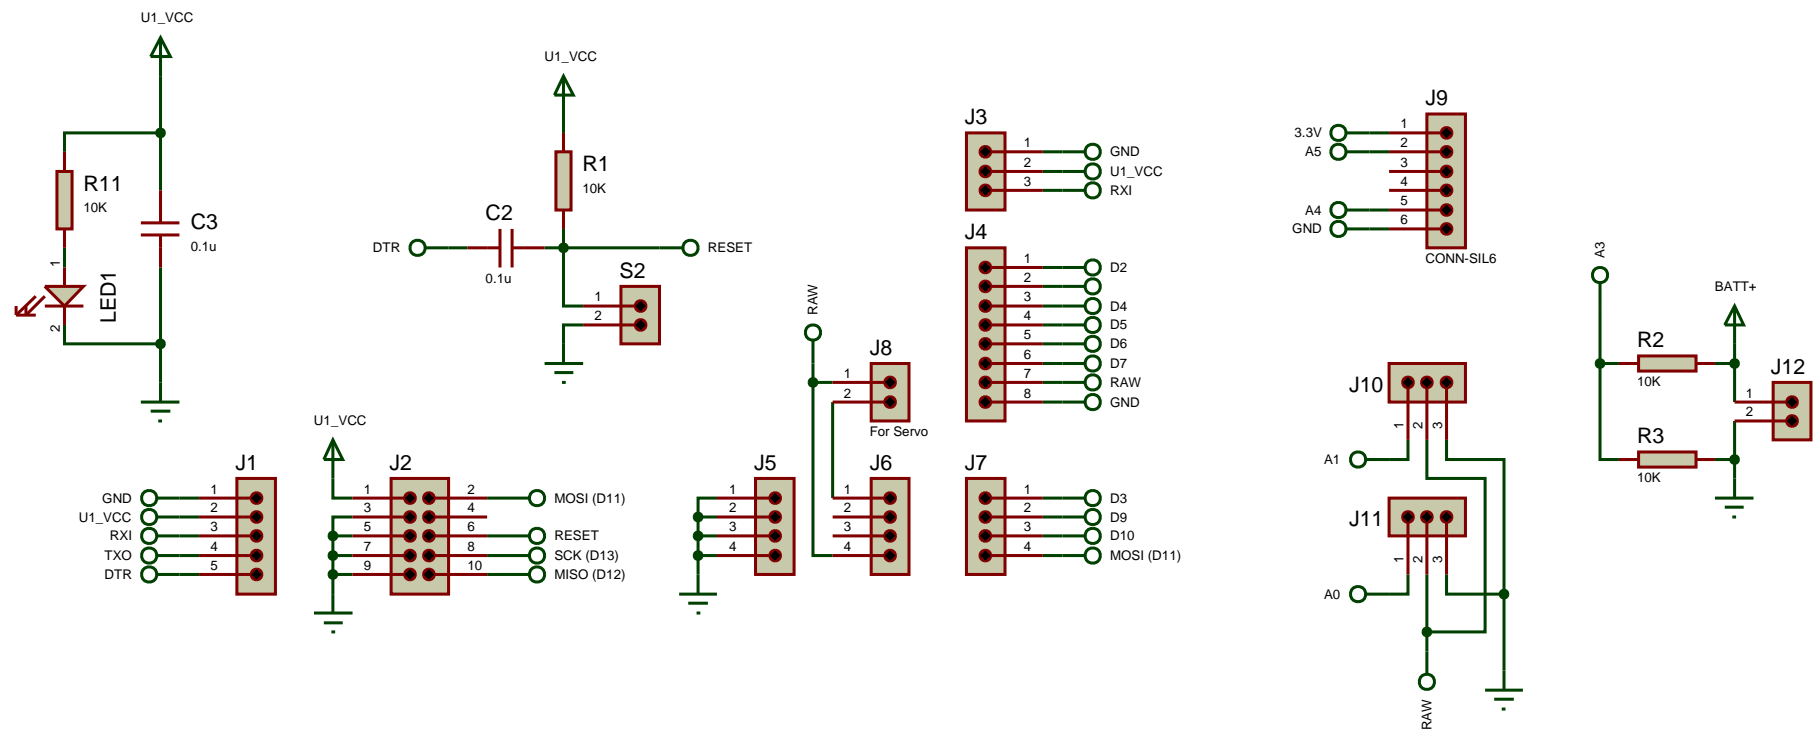 U1_VCC
R11
10K
C3
0.1u
1
LED1
2
U1_VCC
R1
10K
C2
0.1u
DTR
RESET
S2
1
2
J3
1
GND
2
U1_VCC
3
RXI
J4
1
D2
2
3
D4
4
D5
5
D6
6
D7
7
RAW
8
GND
J9
3.3V
1
A5
2
3
4
A4
5
GND
6
CONN-SIL6
A3
BATT+
R2
10K
R3
10K
J12
1
2
RAW
J8
1
2
For Servo
J10
1
2
3
A1
J11
1
2
3
A0
RAW
J1
GND
1
U1_VCC
2
RXI
3
TXO
4
DTR
5
U1_VCC
J2
1
2
MOSI (D11)
3
4
5
6
RESET
7
8
SCK (D13)
9
10
MISO (D12)
J5
1
2
3
4
J6
1
2
3
4
J7
1
D3
2
D9
3
D10
4
MOSI (D11)